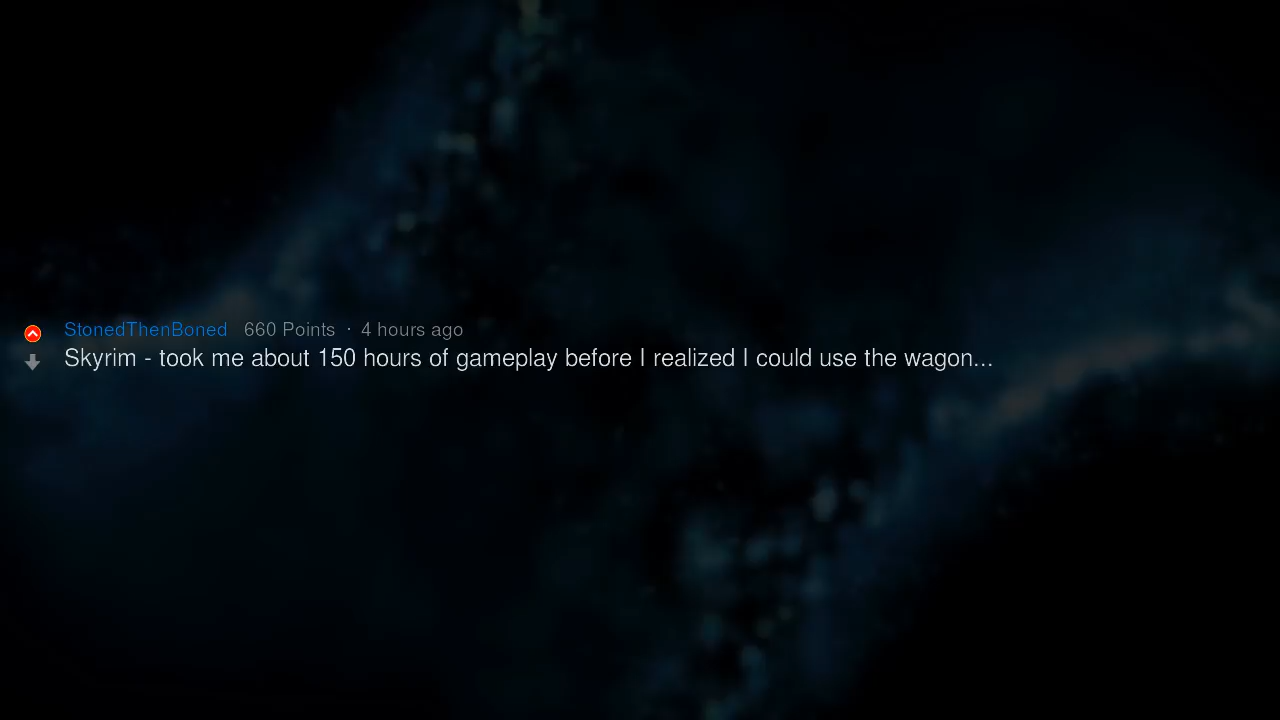 StonedThenBoned 660 Points · 4 hours ago
Skyrim - took me about 150 hours of gameplay before I realized I could use the wagon...